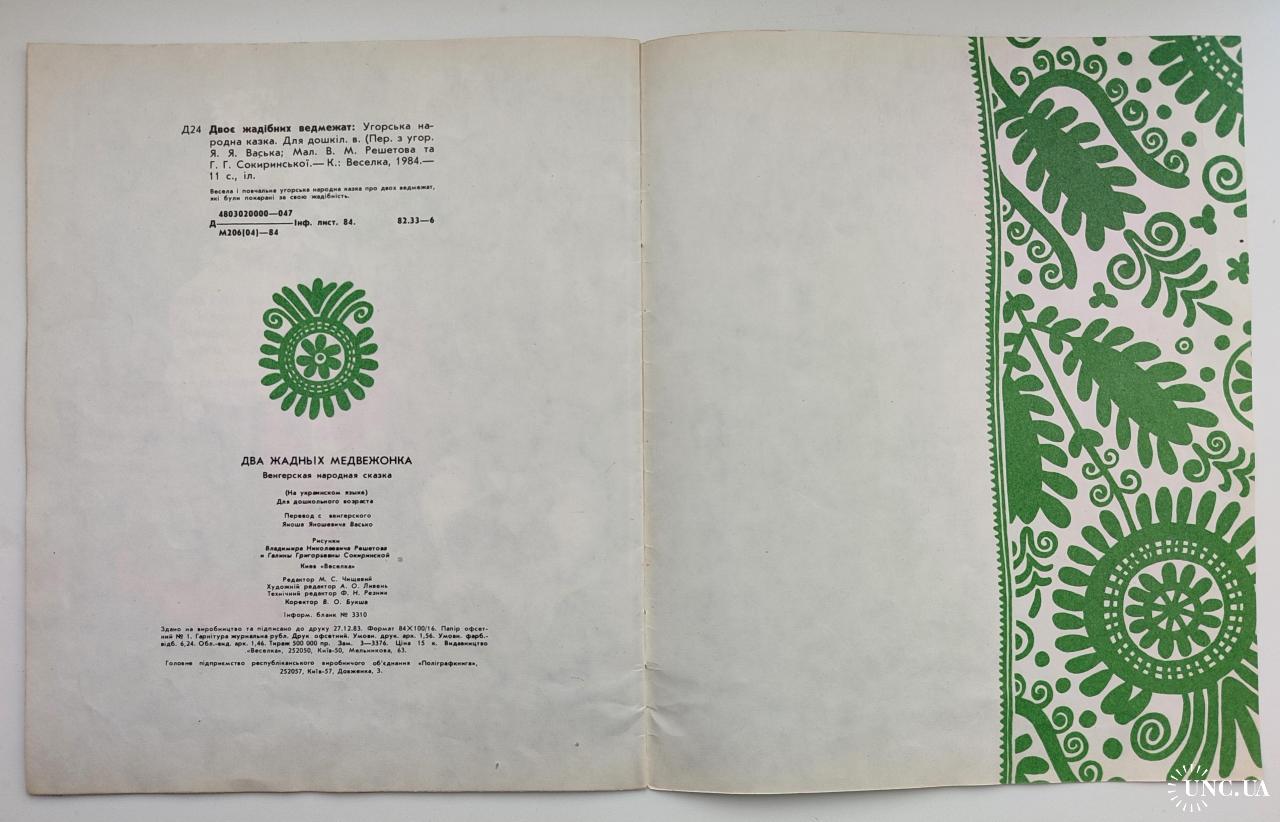 Д24 Двоє жадібних ведмежат: Угорська на-
родна казка. Для дошкіл. в. (Пер. з угор.
Я. Я. Васька; Мал. В. М. Решетова та
Г. Г. Сокиринської.— К.: Веселка, 1984.—
11 с., іл.
Весела і повчальна угорська народна казка про двох ведмежат,
які були покарані за свою жадібність.
4803020000—047
Д————Інф. лист. 84. 82.33—6
М206(04)—84
ДВА ЖАДНЫХ МЕДВЕЖОНКА
Венгерская народная сказка
(На украинском языке)
Для дошкольного возраста
Перевод с венгерского
Яноша Яношевича Васько
Рисунки
Владимира Николаевича Решетова
и Галины Григорьевны Сокиринской
Киев «Веселка»
Редактор М. С. Чищевий
Художній редактор А. О. Ливень
Технічний редактор Ф. Н. Резник
Коректор В. О. Букша
Інформ. бланк № 3310
Здано на виробництво та підписано до друку 27.12.83. Формат 84×100/16. Папір офсет-
ний № 1. Гарнітура журнальна рубл. Друк офсетний. Умовн. друк. арк. 1,56. Умовн. фарб.-
відб. 6,24. Обл.-вид. арк. 1,46. Тираж 500 000 пр. Зам. 3—3376. Ціна 15 к. Видавництво
«Веселка», 252050, Київ-50, Мельникова, 63.
Головне підприємство республіканського виробничого об'єднання «Поліграфкнига»,
252057, Київ-57, Довженка, 3.
UNC.UA